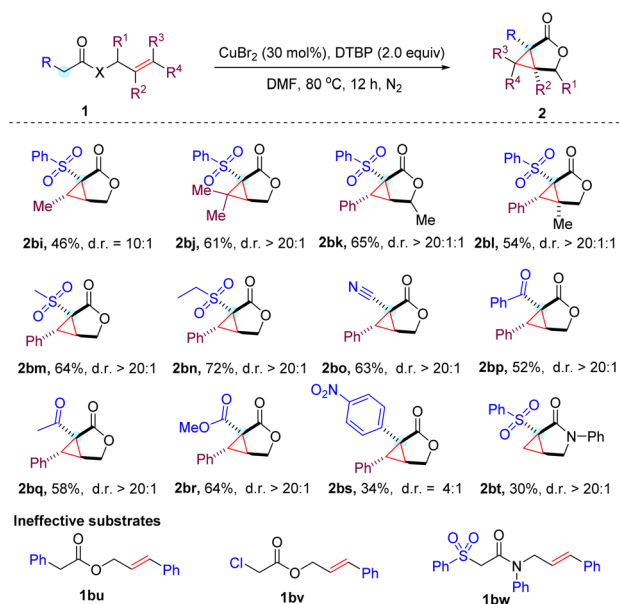 O
R
X
R1
R3
R4
R2
1
CuBr2 (30 mol%), DTBP (2.0 equiv)
DMF, 80 oC, 12 h, N2
R
O
O
R3
R4
R2
R1
2
Ph O O S O O Me
2bi, 46%, d.r. = 10:1
Ph O O S O O Me Me
2bj, 61%, d.r. > 20:1
Ph O O S O O Ph Me
2bk, 65%, d.r. > 20:1:1
Ph O O S O O Ph Me
2bl, 54%, d.r. > 20:1:1
O O S O O Ph
2bm, 64%, d.r. > 20:1
O O S O O Ph
2bn, 72%, d.r. > 20:1
N O O Ph
2bo, 63%, d.r. > 20:1
O Ph O O Ph
2bp, 52%, d.r. > 20:1
O O O Ph
2bq, 58%, d.r. > 20:1
O OMe O O Ph
2br, 64%, d.r. > 20:1
O2N O O Ph
2bs, 34%, d.r. = 4:1
Ph O O S O N Ph
2bt, 30%, d.r. > 20:1
Ineffective substrates
Ph O O Ph
1bu
Cl O O Ph
1bv
Ph O O S O N Ph Ph
1bw